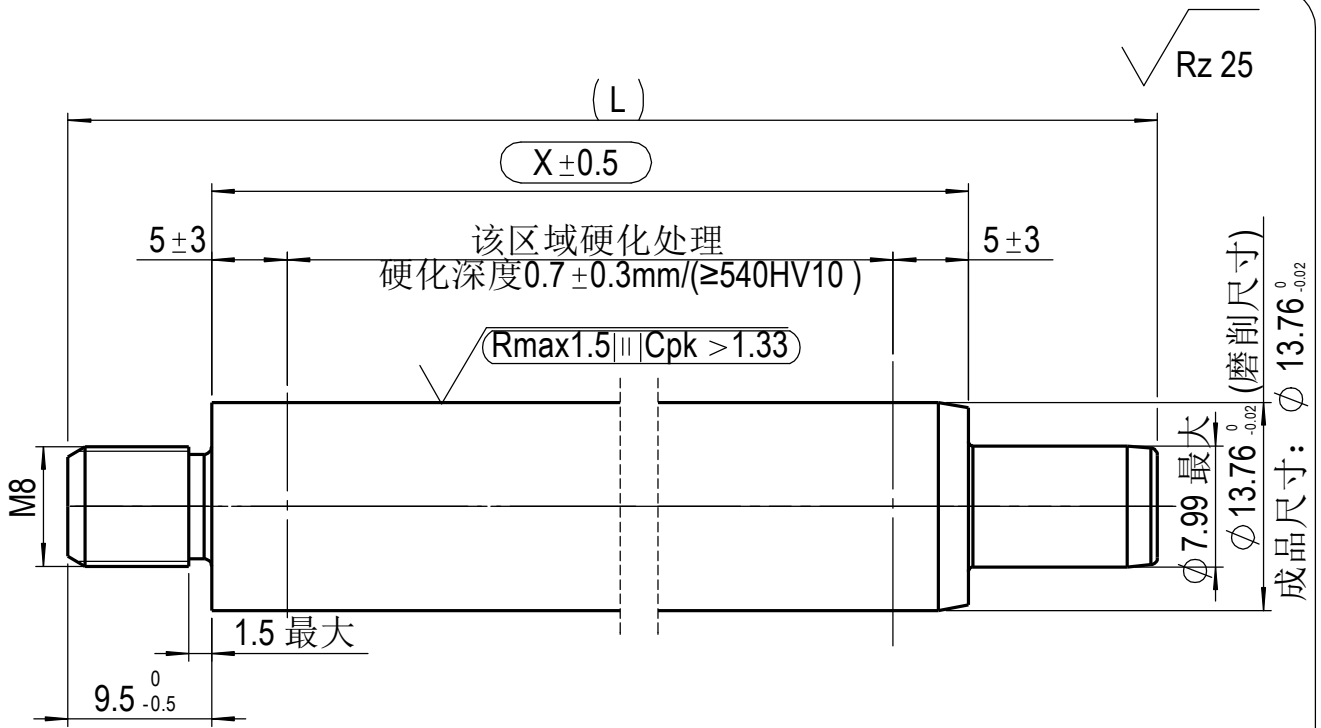 Rz 25
(L)
X ±0.5
5 ±3
该区域硬化处理
5 ±3
硬化深度0.7 ±0.3mm/(≥540HV10 )
Rmax1.5|||||Cpk >1.33
M8
1.5 最大
9.5 0 -0.5
∅ 7.99 最大
∅ 13.76 0 -0.02 (磨削尺寸)
成品尺寸: ∅ 13.76 0 -0.02